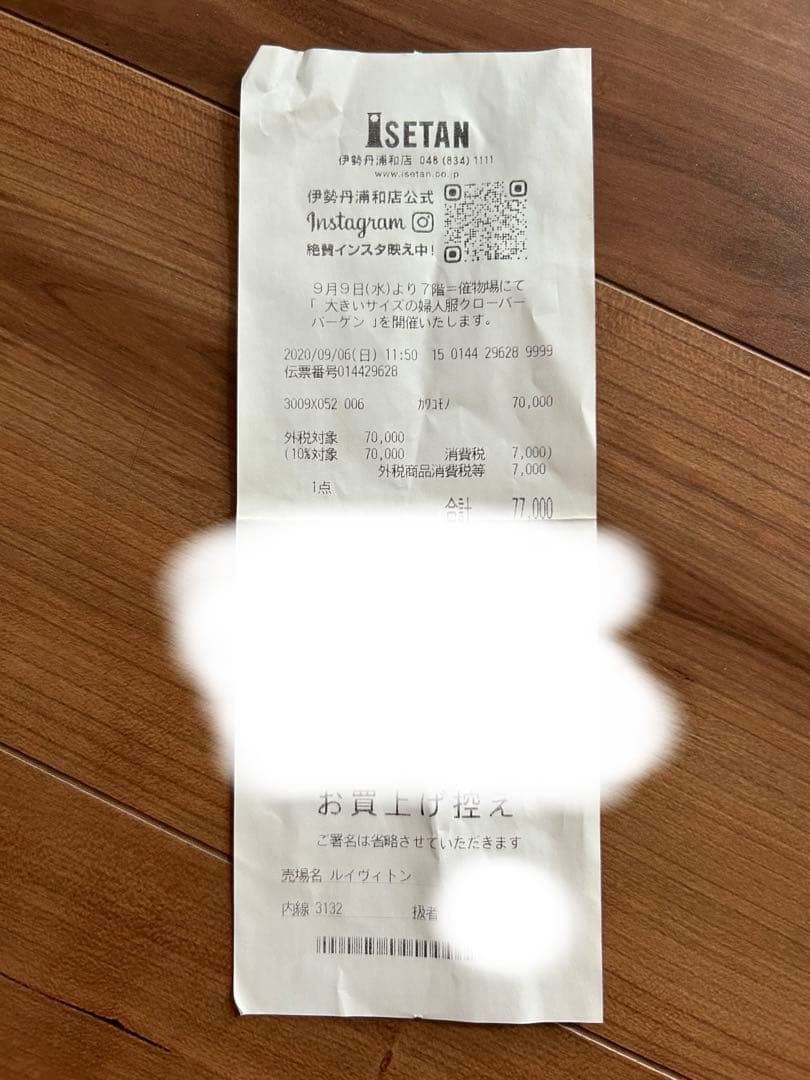 ISETAN
伊勢丹浦和店 048(834)1111
www.isetan.co.jp
伊勢丹浦和店公式
Instagram
絶賛インスタ映え中!
9月9日(水)より7階=催物場にて
「 大きいサイズの婦人服クローバー
バーゲン 」を開催いたします。
2020/09/06(日) 11:50 15 0144 29628 9999
伝票番号014429628
3009X052 006 カワコモノ 70,000
外税対象 70,000
(10%対象 70,000 消費税 7,000)
外税商品消費税等 7,000
1点
合計 77,000
お買上げ控え
ご署名は省略させていただきます
売場名 ルイヴィトン
内線 3132 扱者